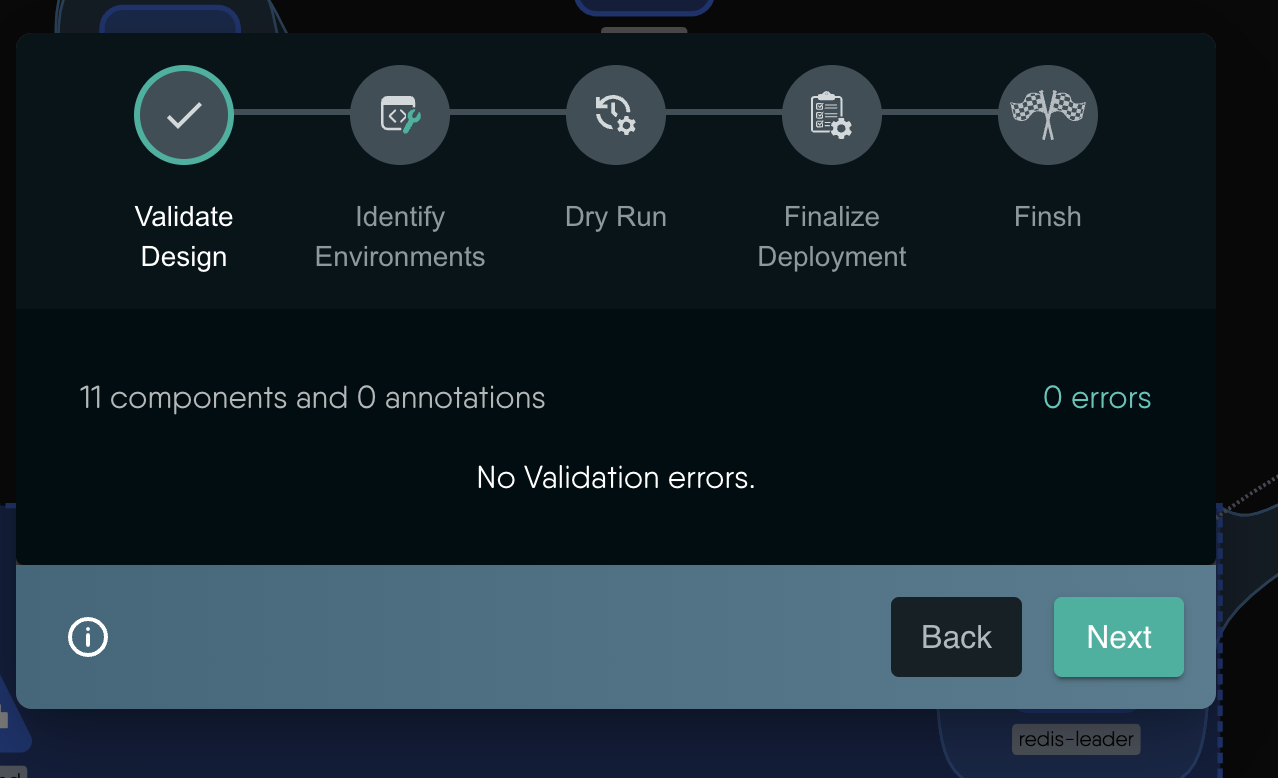 Validate
Design
Identify
Environments
Dry Run
Finalize
Deployment
Finsh
11 components and 0 annotations
0 errors
No Validation errors.
Back
Next
redis-leader